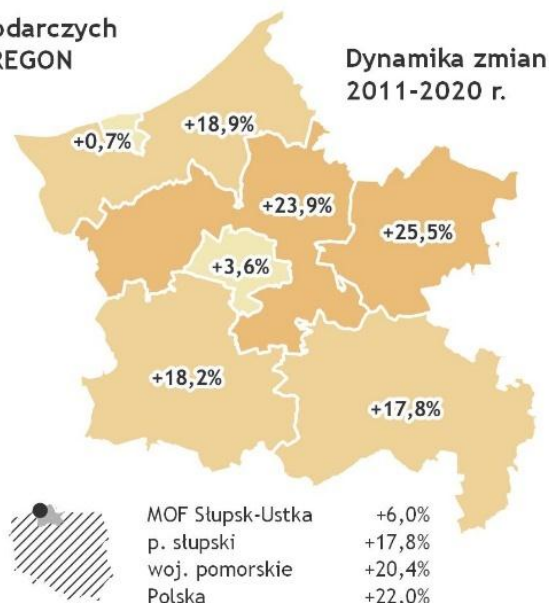 odarczych
REGON
Dynamika zmian
2011-2020 r.
+0,7%
+18,9%
+23,9%
+25,5%
+3,6%
+18,2%
+17,8%
MOF Słupsk-Ustka +6,0%
p. słupski +17,8%
woj. pomorskie +20,4%
Polska +22,0%